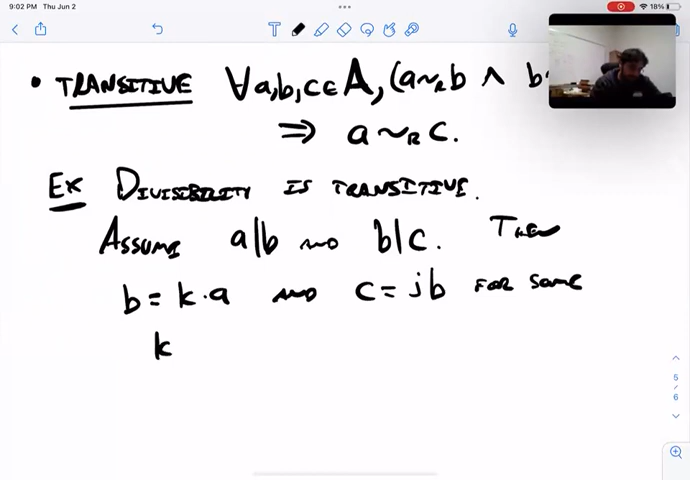 9:02 PM Thu Jun 2
18%
• TRANSITIVE ∀a,b,c∈A, (a~ₐb ∧ b
⇒ a~ᵣc.
Ex DIVISIBILITY IS TRANSITIVE.
ASSUME a|b AND b|c. THEN
b = k·a AND c = jb FOR SOME
k
5
/
6